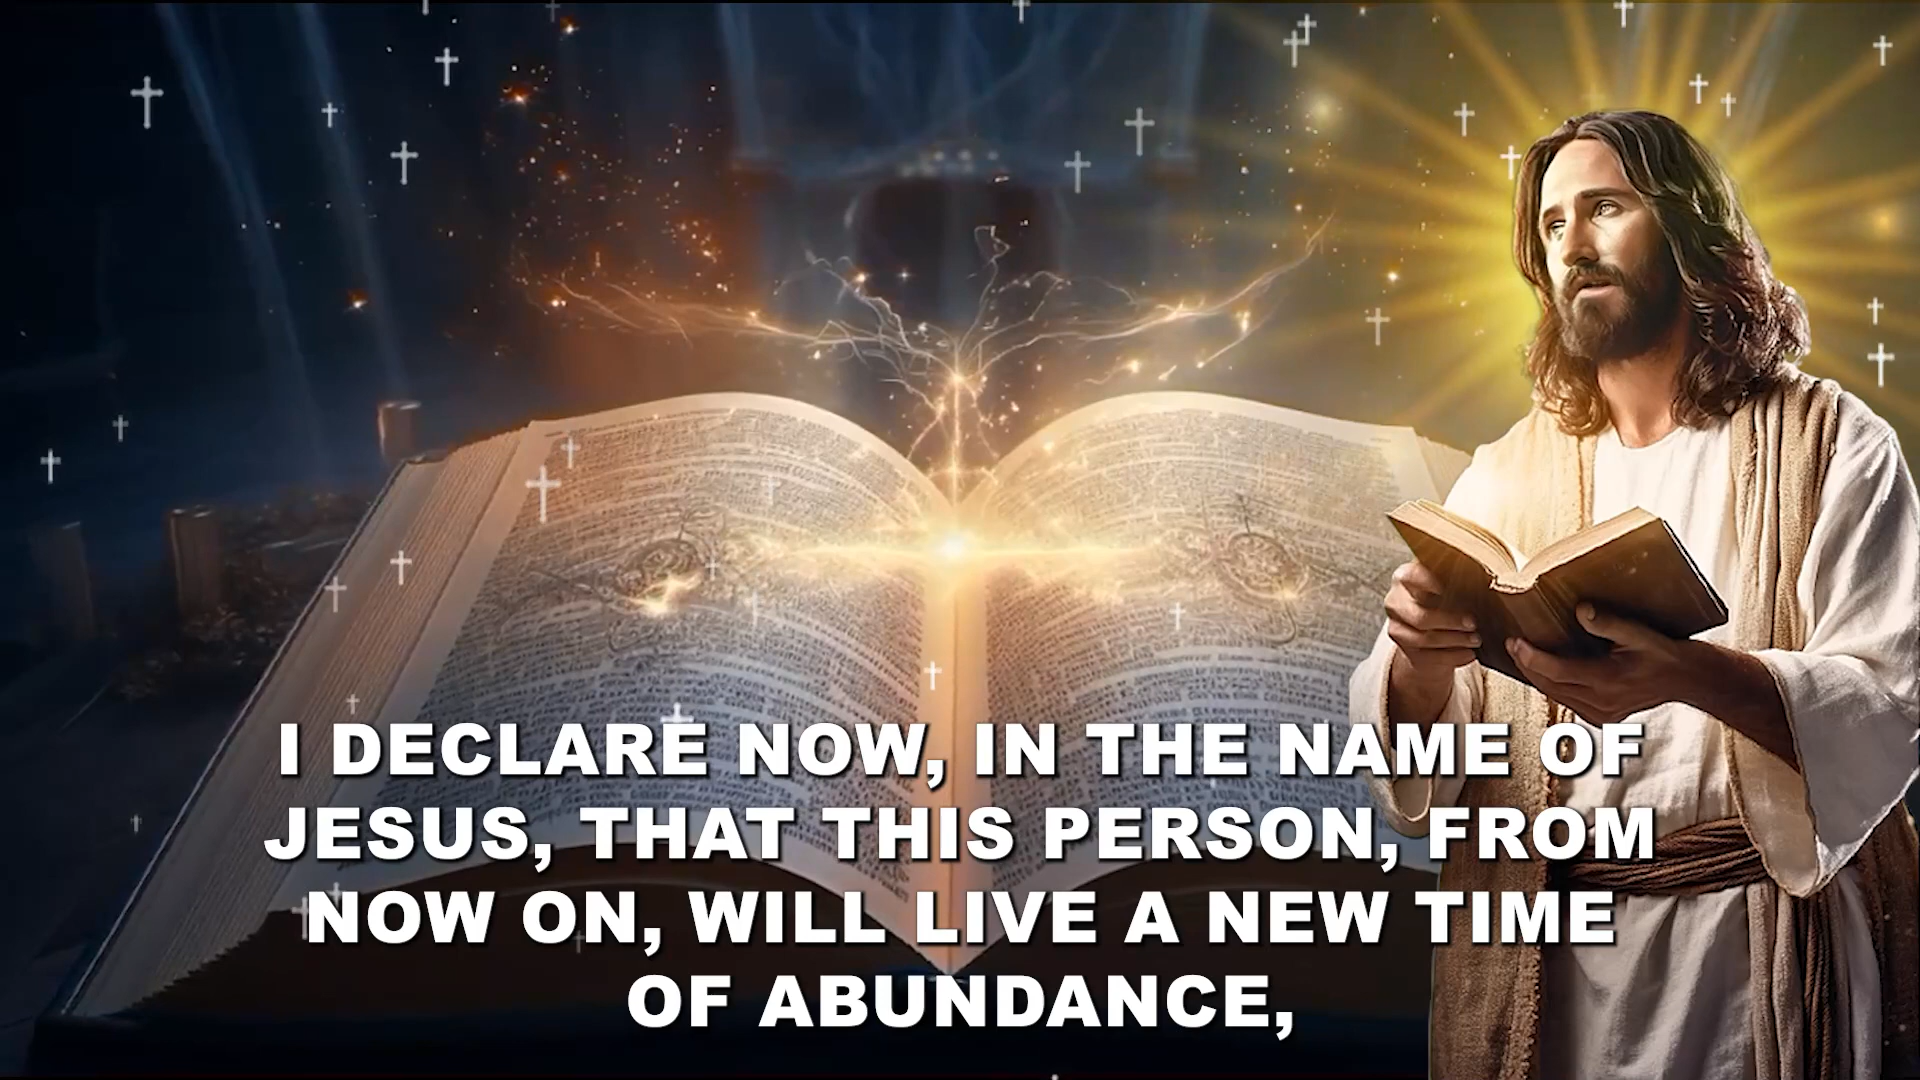 I DECLARE NOW, IN THE NAME OF
JESUS, THAT THIS PERSON, FROM
NOW ON, WILL LIVE A NEW TIME
OF ABUNDANCE,